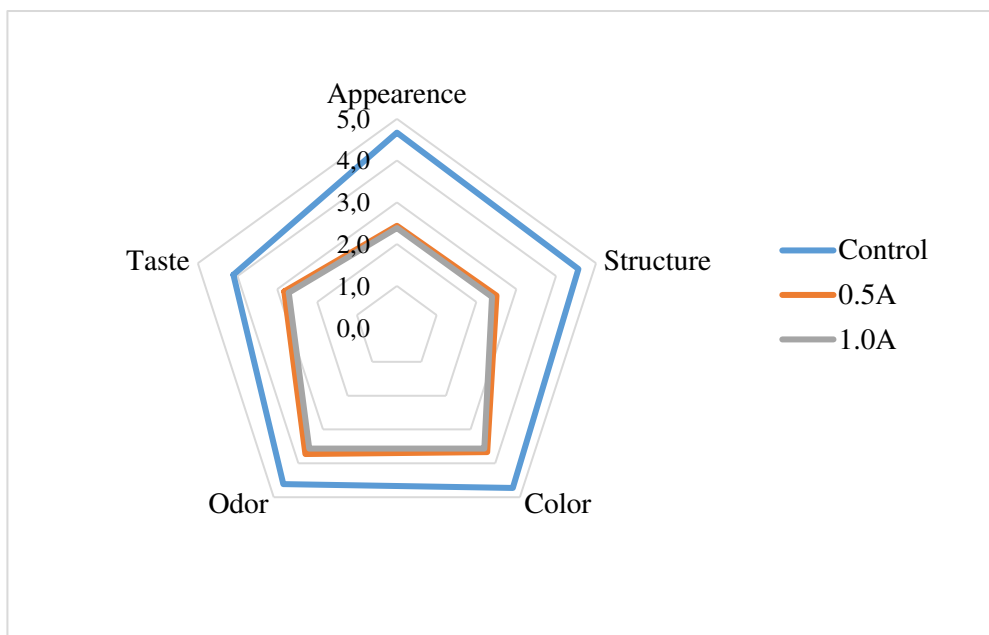 Appearence
5,0
4,0
3,0
2,0
1,0
0,0
Taste
Structure
Odor
Color
Control
0.5A
1.0A